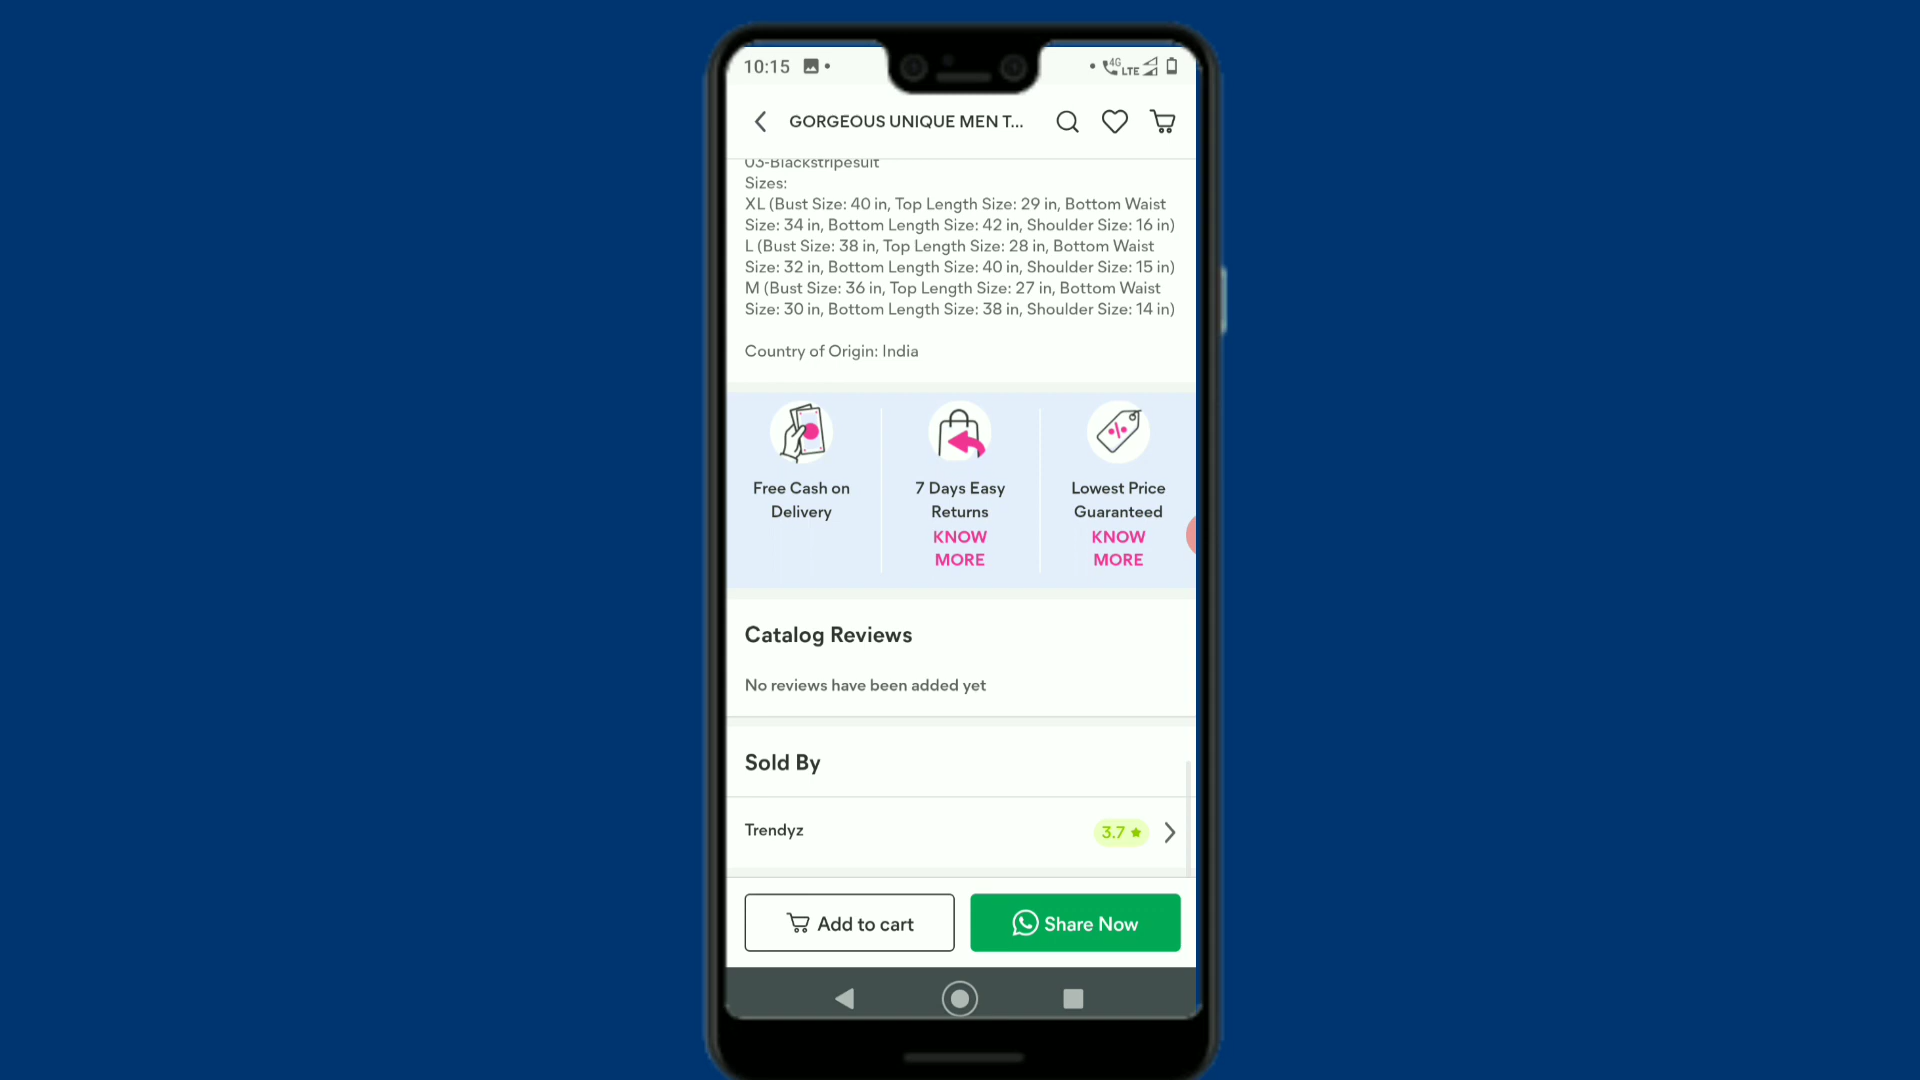 10:15
4G
LTE
GORGEOUS UNIQUE MEN T...
03-Blackstripesuit
Sizes:
XL (Bust Size: 40 in, Top Length Size: 29 in, Bottom Waist
Size: 34 in, Bottom Length Size: 42 in, Shoulder Size: 16 in)
L (Bust Size: 38 in, Top Length Size: 28 in, Bottom Waist
Size: 32 in, Bottom Length Size: 40 in, Shoulder Size: 15 in)
M (Bust Size: 36 in, Top Length Size: 27 in, Bottom Waist
Size: 30 in, Bottom Length Size: 38 in, Shoulder Size: 14 in)
Country of Origin: India
Free Cash on
Delivery
7 Days Easy
Returns
KNOW
MORE
Lowest Price
Guaranteed
KNOW
MORE
Catalog Reviews
No reviews have been added yet
Sold By
Trendyz
3.7
Add to cart
Share Now